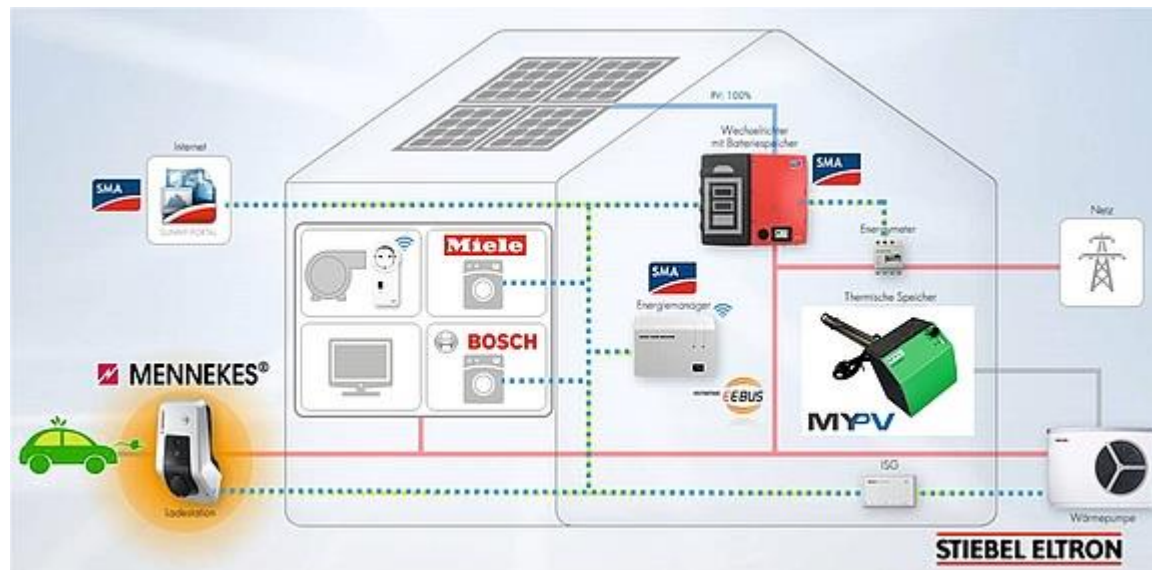 PV: 100%
Wechselrichter
mit Batteriespeicher
SMA
Internet
SMA
SUNNY PORTAL
Netz
Energymeter
Miele
SMA
Energiemanager
Thermische Speicher
BOSCH
EEBUS
MENNEKES®
MYPV
ISG
Ladestation
Wärmepumpe
STIEBEL ELTRON